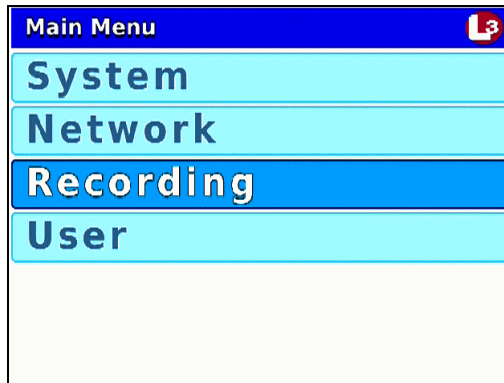 Main Menu
L3
System
Network
Recording
User